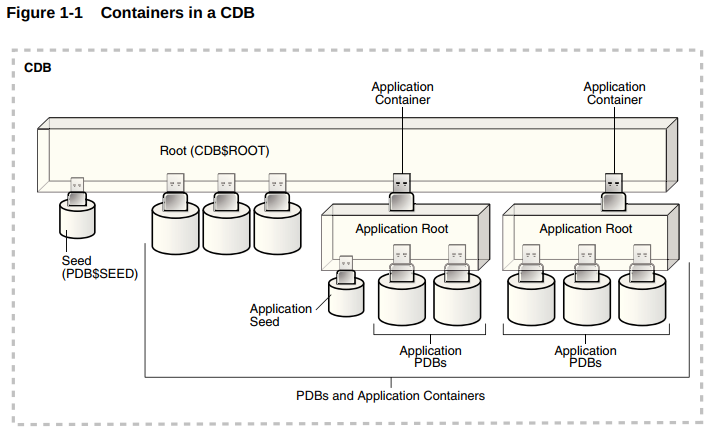 Figure 1-1 Containers in a CDB
CDB
Application
Container
Application
Container
Root (CDB$ROOT)
Application Root
Application Root
Seed
(PDB$SEED)
Application
Seed
Application
PDBs
Application
PDBs
PDBs and Application Containers